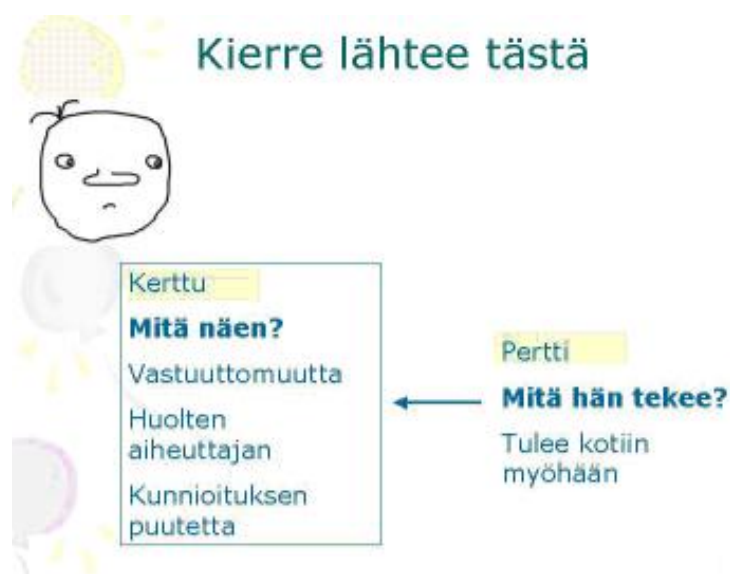 Kierre lähtee tästä
Kerttu
Mitä näen?
Vastuuttomuutta
Huolten
aiheuttajan
Kunnioituksen
puutetta
Pertti
Mitä hän tekee?
Tulee kotiin
myöhään